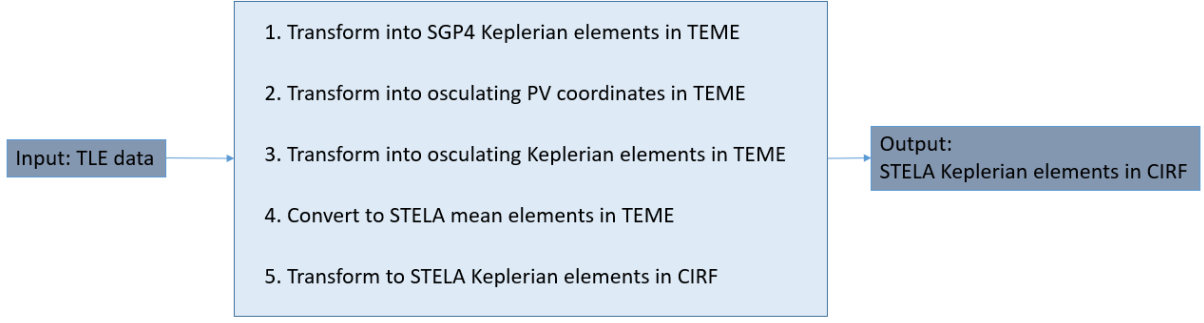 Input: TLE data
1. Transform into SGP4 Keplerian elements in TEME
2. Transform into osculating PV coordinates in TEME
3. Transform into osculating Keplerian elements in TEME
4. Convert to STELA mean elements in TEME
5. Transform to STELA Keplerian elements in CIRF
Output:
STELA Keplerian elements in CIRF